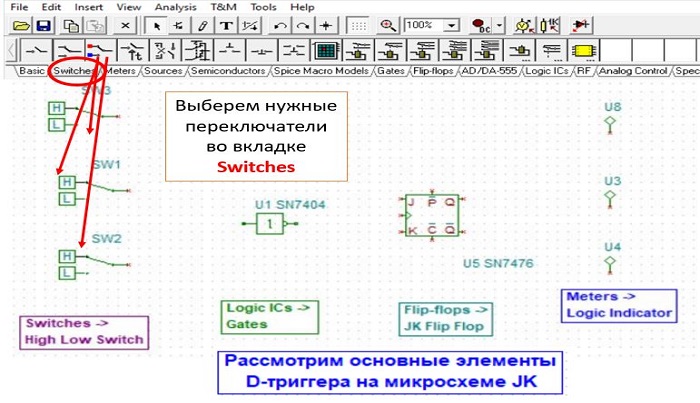 File Edit Insert View Analysis T&M Tools Help
100%
DC
Basic Switches Meters Sources Semiconductors Spice Macro Models Gates Flip-flops AD/DA-555 Logic ICs RF Analog Control Spec
SW3
H
L
Выберем нужные
переключатели
во вкладке
Switches
U8
SW1
H
L
U3
U1 SN7404
1
J P Q
K C Q
SW2
H
L
U4
U5 SN7476
Switches ->
High Low Switch
Logic ICs ->
Gates
Flip-flops ->
JK Flip Flop
Meters ->
Logic Indicator
Рассмотрим основные элементы
D-триггера на микросхеме JK